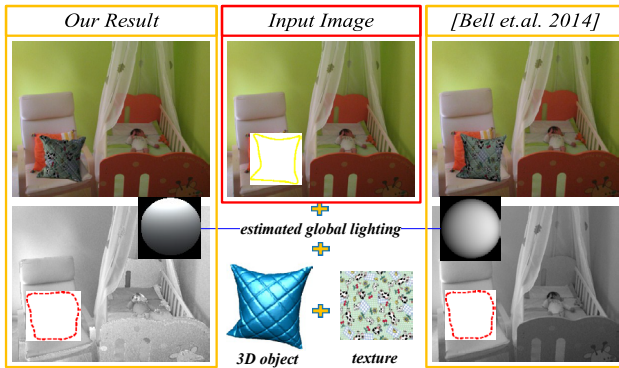 Our Result
Input Image
[Bell et.al. 2014]
estimated global lighting
3D object
texture